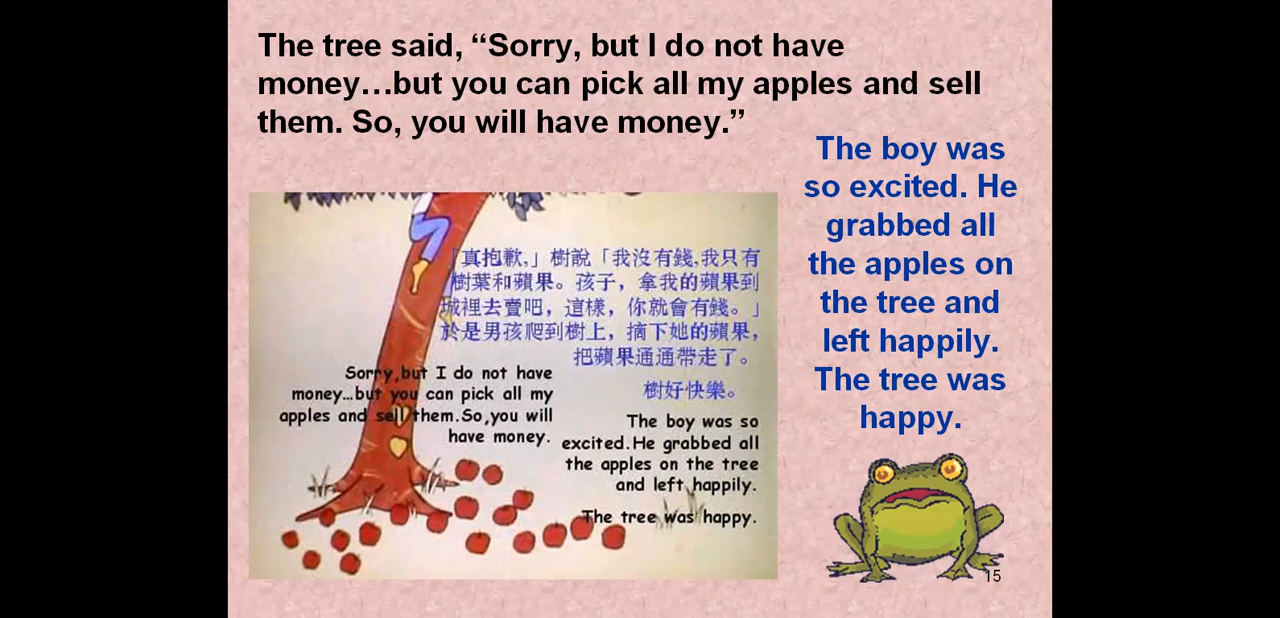 The tree said, “Sorry, but I do not have
money…but you can pick all my apples and sell
them. So, you will have money.”
The boy was
so excited. He
grabbed all
the apples on
the tree and
left happily.
The tree was
happy.
「真抱歉,」樹說「我沒有錢,我只有
樹葉和蘋果。孩子，拿我的蘋果到
城裡去賣吧，這樣，你就會有錢。」
於是男孩爬到樹上，摘下她的蘋果，
把蘋果通通帶走了。
樹好快樂。
Sorry,but I do not have
money…but you can pick all my
apples and sell them.So,you will
have money.
The boy was so
excited.He grabbed all
the apples on the tree
and left happily.
The tree was happy.
15